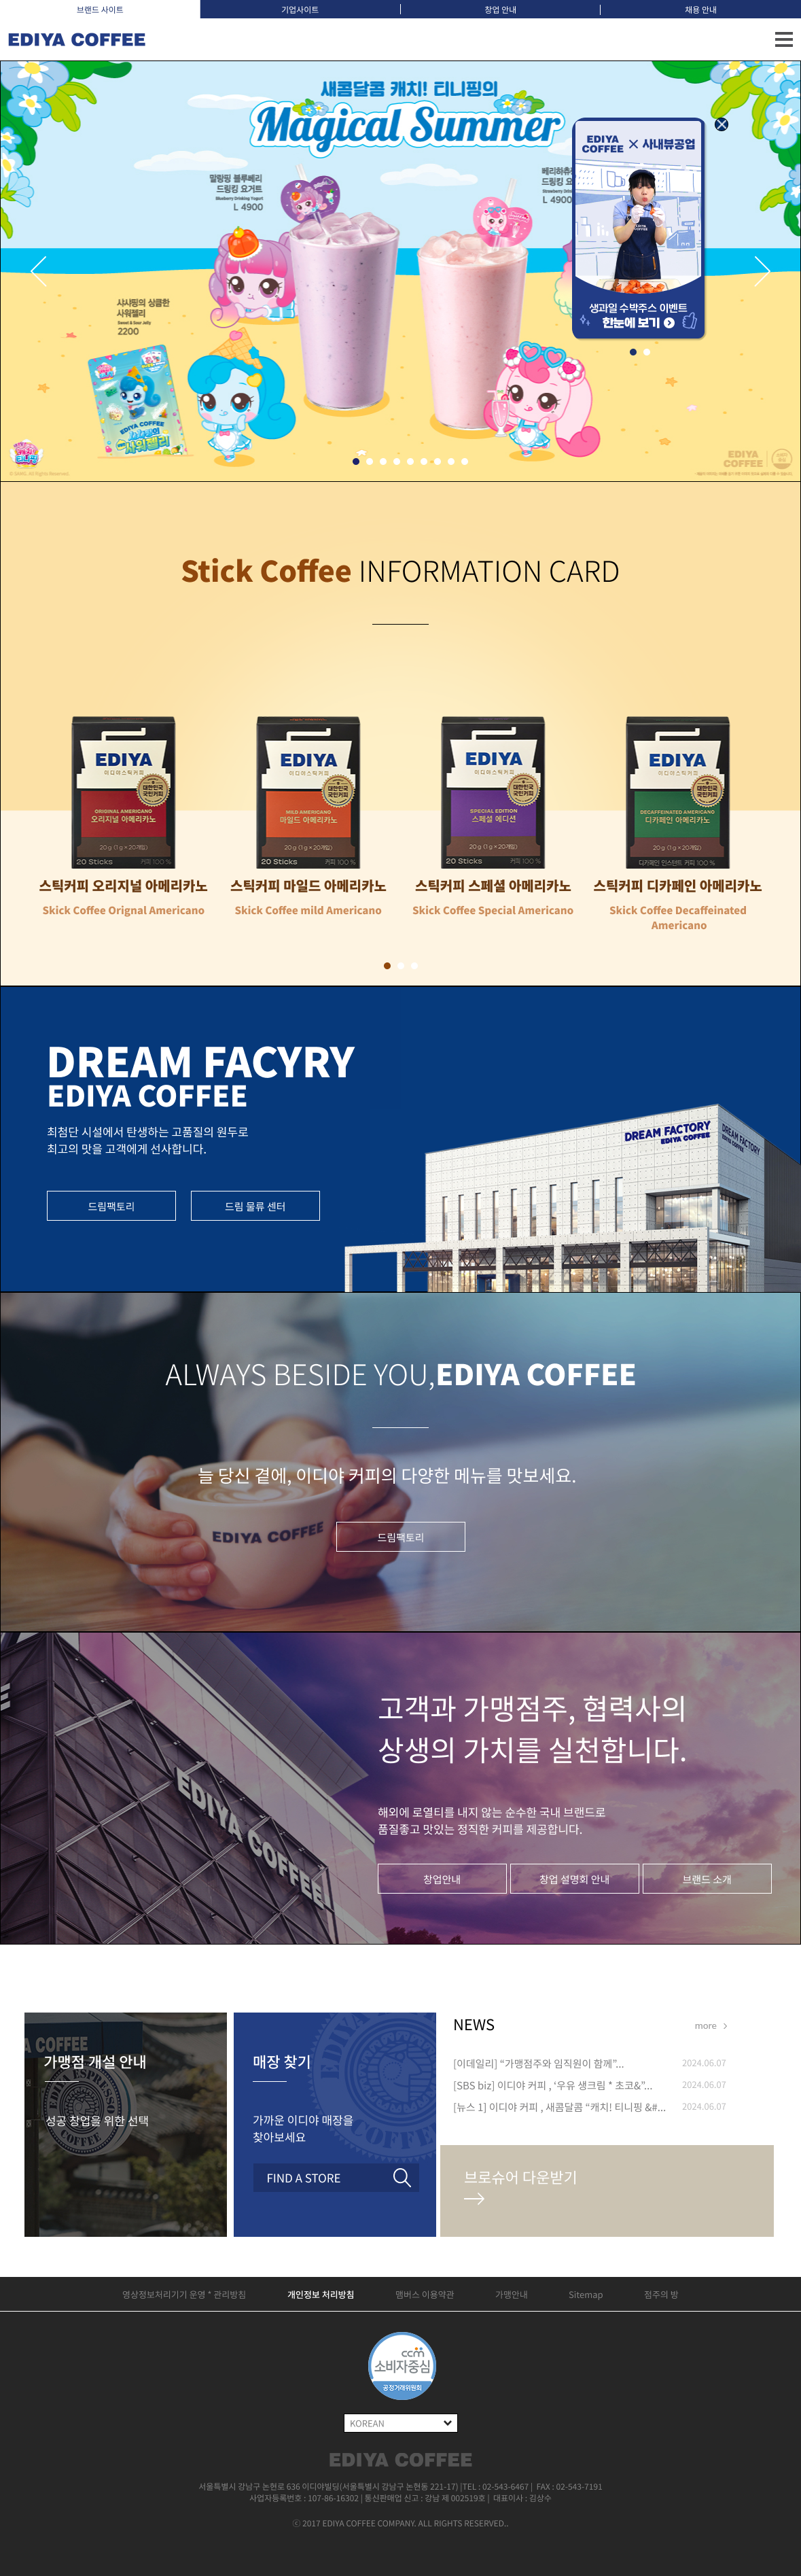 브랜드 사이트
기업사이트
창업 안내
채용 안내
EDIYA COFFEE
새콤달콤 캐치! 티니핑의
Magical Summer
말랑핑 블루베리
드링킹 요거트
Blueberry Drinking Yogurt
L 4900
베리하츄핑
드링킹 요거트
L 4900
EDIYA COFFEE × 사내뷰공업
생과일 수박주스 이벤트
한눈에 보기
샤샤핑의 상큼한
사워젤리
Sweet & Sour Jelly
2200
EDIYA COFFEE
EDIYA
COFFEE
Stick Coffee INFORMATION CARD
EDIYA
이디야스틱커피
대한민국
국민커피
ORIGINAL AMERICANO
오리지널 아메리카노
20g (1g×20개입)
20 Sticks 커피 100%
EDIYA
이디야스틱커피
대한민국
국민커피
MILD AMERICANO
마일드 아메리카노
20g (1g×20개입)
20 Sticks 커피 100%
EDIYA
이디야스틱커피
대한민국
국민커피
SPECIAL EDITION
스페셜 에디션
20g (1g×20개입)
20 Sticks 커피 100%
EDIYA
이디야스틱커피
대한민국
국민커피
DECAFFEINATED AMERICANO
디카페인 아메리카노
20g (1g×20개입)
디카페인 인스턴트 커피 100%
스틱커피 오리지널 아메리카노
스틱커피 마일드 아메리카노
스틱커피 스페셜 아메리카노
스틱커피 디카페인 아메리카노
Skick Coffee Orignal Americano
Skick Coffee mild Americano
Skick Coffee Special Americano
Skick Coffee Decaffeinated
Americano
DREAM FACYRY
EDIYA COFFEE
최첨단 시설에서 탄생하는 고품질의 원두로
최고의 맛을 고객에게 선사합니다.
드림팩토리
드림 물류 센터
DREAM FACTORY
EDIYA COFFEE
DREAM FACTORY
EDIYA COFFEE
ALWAYS BESIDE YOU,EDIYA COFFEE
늘 당신 곁에, 이디야 커피의 다양한 메뉴를 맛보세요.
EDIYA COFFEE
드림팩토리
고객과 가맹점주, 협력사의
상생의 가치를 실천합니다.
EDIYA COFFEE
해외에 로열티를 내지 않는 순수한 국내 브랜드로
품질좋고 맛있는 정직한 커피를 제공합니다.
창업안내
창업 설명회 안내
브랜드 소개
A COFFEE
가맹점 개설 안내
성공 창업을 위한 선택
매장 찾기
가까운 이디야 매장을
찾아보세요
FIND A STORE
NEWS
more
[이데일리] “가맹점주와 임직원이 함께”... 2024.06.07
[SBS biz] 이디야 커피 , ‘우유 생크림 * 초코&”... 2024.06.07
[뉴스 1] 이디야 커피 , 새콤달콤 “캐치! 티니핑 &#... 2024.06.07
브로슈어 다운받기
영상정보처리기기 운영 * 관리방침
개인정보 처리방침
맴버스 이용약관
가맹안내
Sitemap
점주의 방
ccm
소비자중심
공정거래위원회
KOREAN
EDIYA COFFEE
서울특별시 강남구 논현로 636 이디야빌딩(서울특별시 강남구 논현동 221-17) |TEL : 02-543-6467 | FAX : 02-543-7191
사업자등록번호 : 107-86-16302 | 통신판매업 신고 : 강남 제 002519호 | 대표이사 : 김상수
ⓒ 2017 EDIYA COFFEE COMPANY. ALL RIGHTS RESERVED..